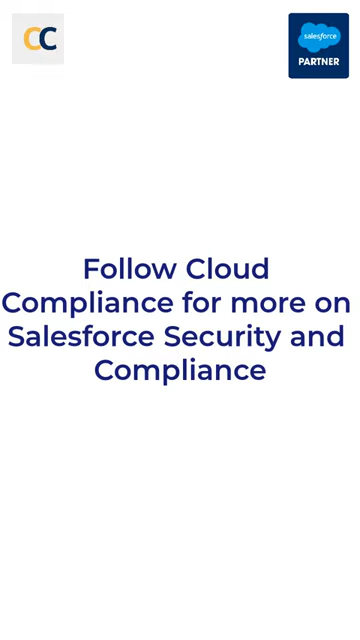 CC
salesforce
PARTNER
Follow Cloud
Compliance for more on
Salesforce Security and
Compliance